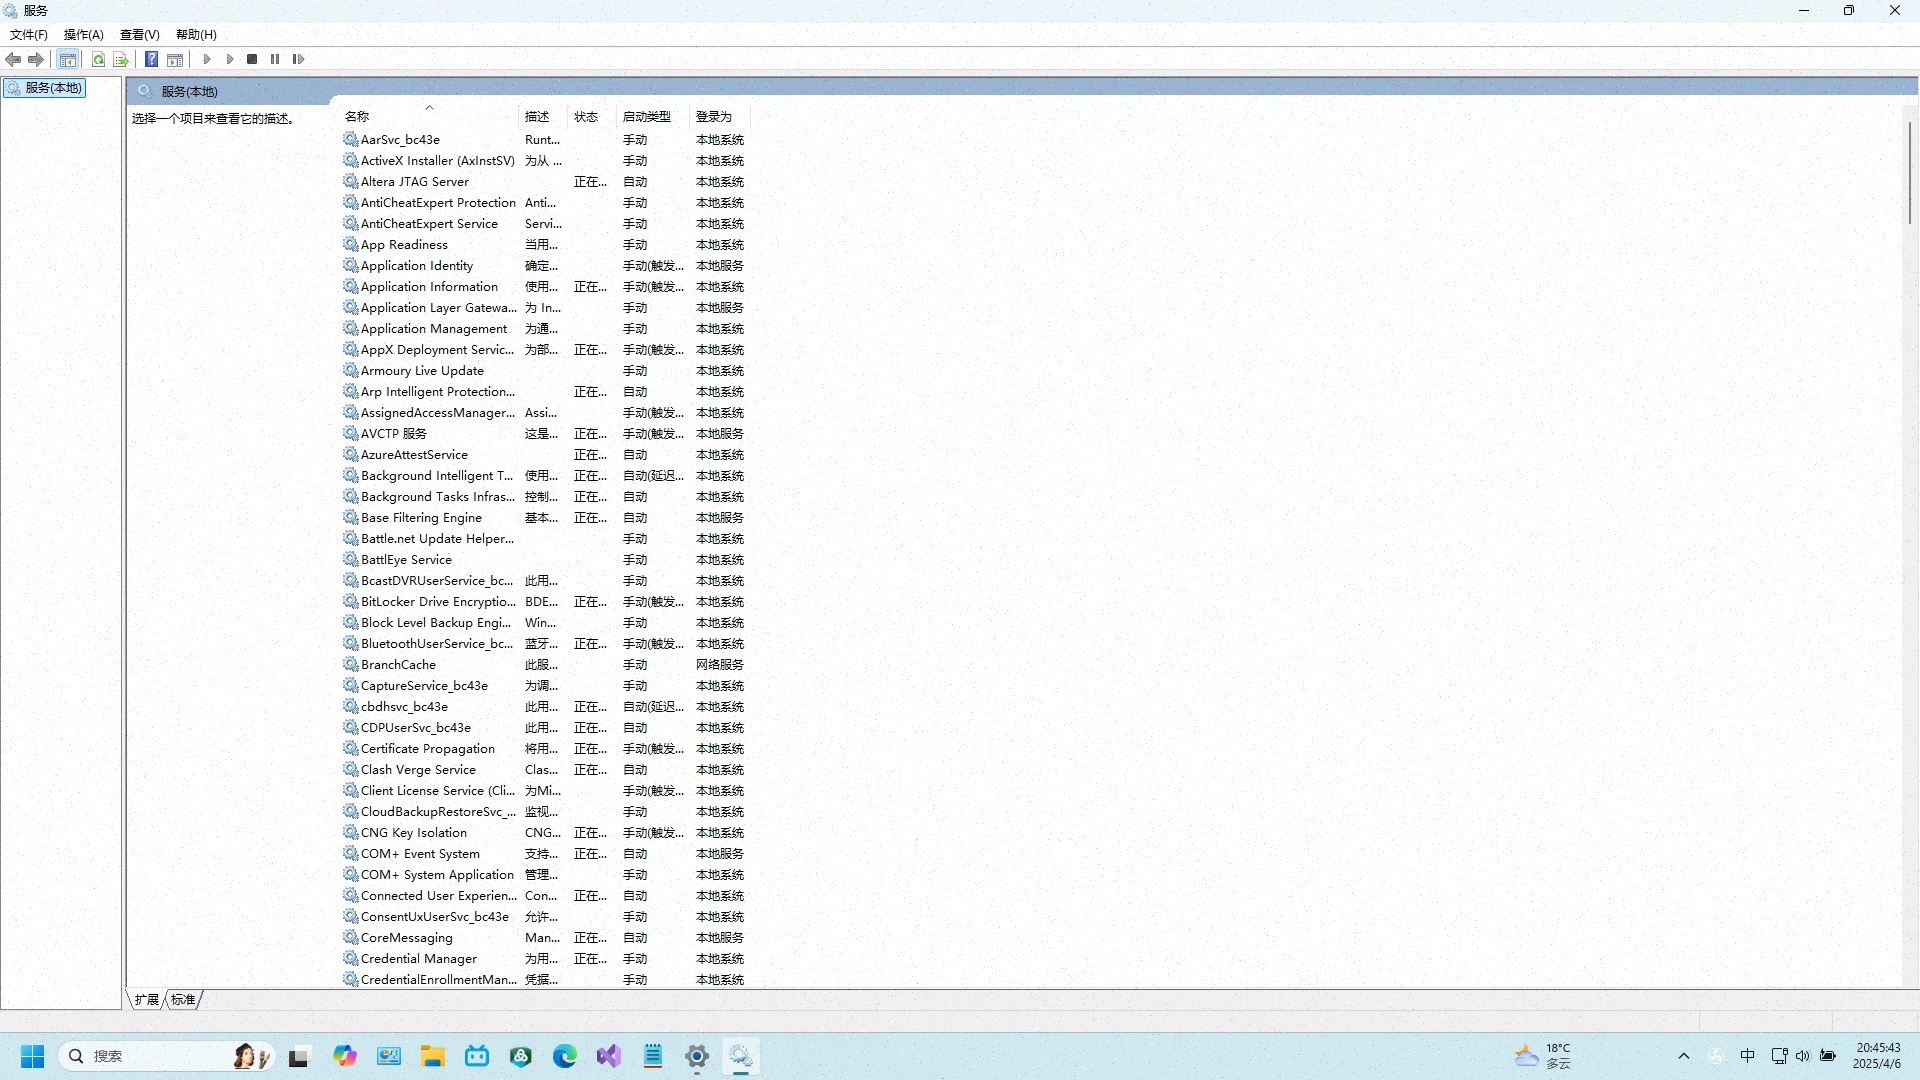 服务
文件(F) 操作(A) 查看(V) 帮助(H)
服务(本地)
服务(本地)
选择一个项目来查看它的描述。
名称 描述 状态 启动类型 登录为
AarSvc_bc43e Runt... 手动 本地系统
ActiveX Installer (AxInstSV) 为从 ... 手动 本地系统
Altera JTAG Server 正在... 自动 本地系统
AntiCheatExpert Protection Anti... 手动 本地系统
AntiCheatExpert Service Servi... 手动 本地系统
App Readiness 当用... 手动 本地系统
Application Identity 确定... 手动(触发... 本地服务
Application Information 使用... 正在... 手动(触发... 本地系统
Application Layer Gatewa... 为 In... 手动 本地服务
Application Management 为通... 手动 本地系统
AppX Deployment Servic... 为部... 正在... 手动(触发... 本地系统
Armoury Live Update 自动 本地系统
Arp Intelligent Protection... 正在... 自动 本地系统
AssignedAccessManager... Assi... 手动(触发... 本地系统
AVCTP 服务 这是... 正在... 手动(触发... 本地服务
AzureAttestService 正在... 自动 本地系统
Background Intelligent T... 使用... 正在... 自动(延迟... 本地系统
Background Tasks Infras... 控制... 正在... 自动 本地系统
Base Filtering Engine 基本... 正在... 自动 本地服务
Battle.net Update Helper... 手动 本地系统
BattlEye Service 手动 本地系统
BcastDVRUserService_bc... 此用... 手动 本地系统
BitLocker Drive Encryptio... BDE... 正在... 手动(触发... 本地系统
Block Level Backup Engi... Win... 手动 本地系统
BluetoothUserService_bc... 蓝牙... 正在... 手动(触发... 本地系统
BranchCache 此服... 手动 网络服务
CaptureService_bc43e 为调... 手动 本地系统
cbdhsvc_bc43e 此用... 正在... 自动(延迟... 本地系统
CDPUserSvc_bc43e 此用... 正在... 自动 本地系统
Certificate Propagation 将用... 正在... 手动(触发... 本地系统
Clash Verge Service Clas... 正在... 自动 本地系统
Client License Service (Cli... 为Mi... 手动(触发... 本地系统
CloudBackupRestoreSvc_... 监视... 手动 本地系统
CNG Key Isolation CNG... 正在... 手动(触发... 本地系统
COM+ Event System 支持... 正在... 自动 本地服务
COM+ System Application 管理... 手动 本地系统
Connected User Experien... Con... 正在... 自动 本地系统
ConsentUxUserSvc_bc43e 允许... 手动 本地系统
CoreMessaging Man... 正在... 自动 本地服务
Credential Manager 为用... 正在... 手动 本地系统
CredentialEnrollmentMan... 凭据... 手动 本地系统
扩展 标准
搜索
18°C
多云
中
20:45:43
2025/4/6